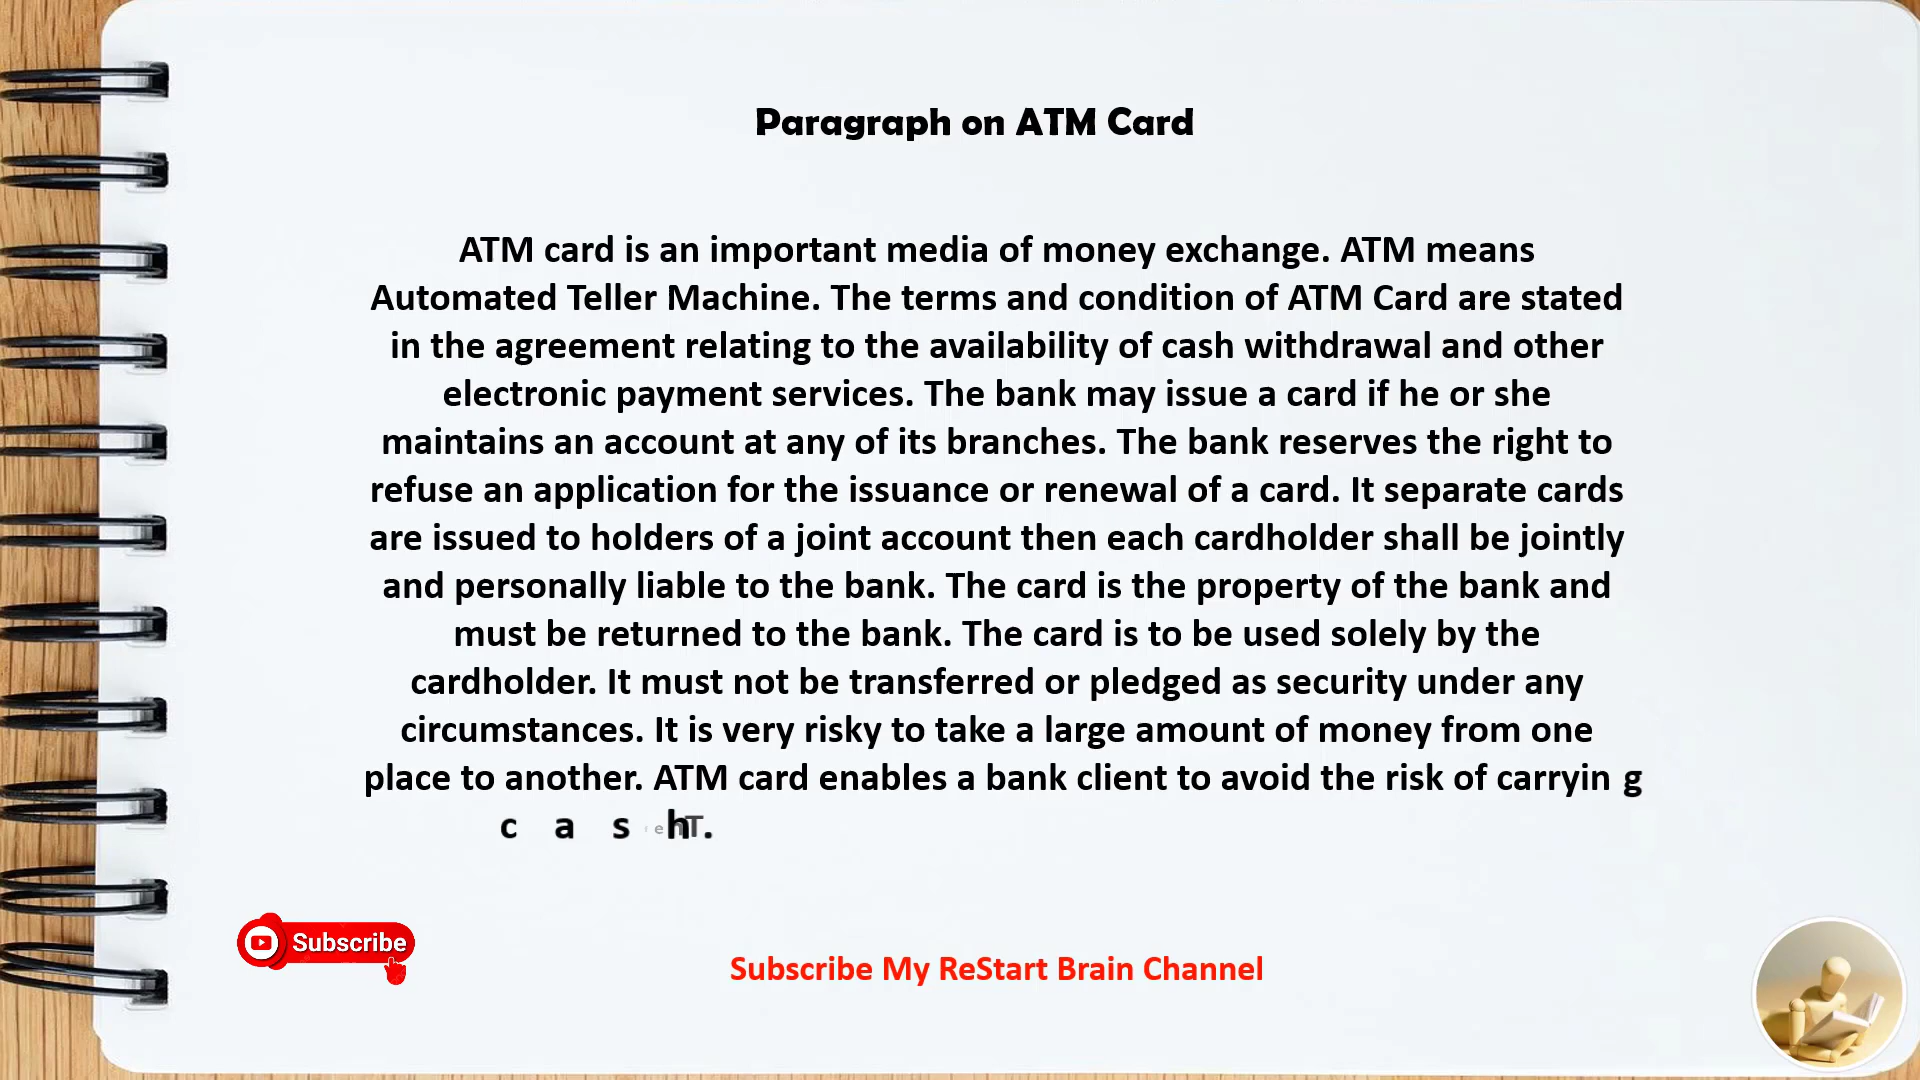 Paragraph on ATM Card
ATM card is an important media of money exchange. ATM means
Automated Teller Machine. The terms and condition of ATM Card are stated
in the agreement relating to the availability of cash withdrawal and other
electronic payment services. The bank may issue a card if he or she
maintains an account at any of its branches. The bank reserves the right to
refuse an application for the issuance or renewal of a card. It separate cards
are issued to holders of a joint account then each cardholder shall be jointly
and personally liable to the bank. The card is the property of the bank and
must be returned to the bank. The card is to be used solely by the
cardholder. It must not be transferred or pledged as security under any
circumstances. It is very risky to take a large amount of money from one
place to another. ATM card enables a bank client to avoid the risk of carryin g
c a s h.
Subscribe
Subscribe My ReStart Brain Channel